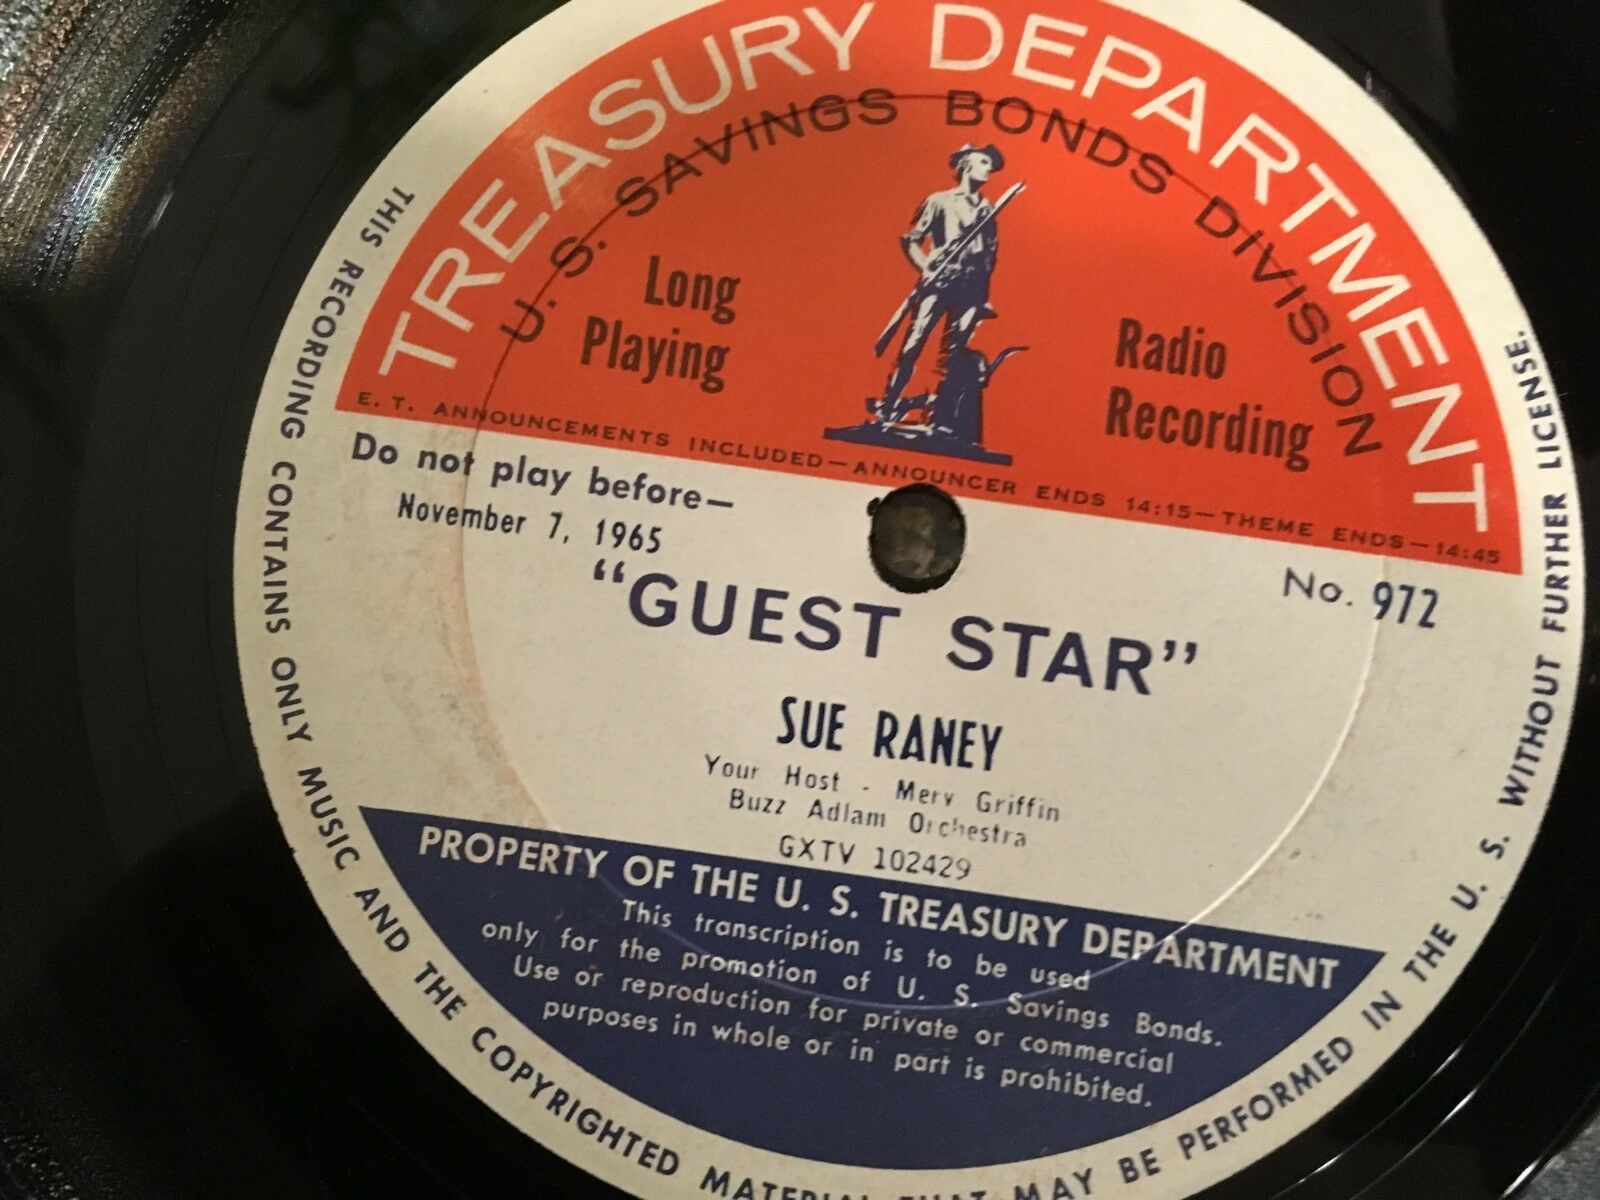 TREASURY DEPARTMENT
U. S. SAVINGS BONDS DIVISION
Long
Playing
Radio
Recording
E. T. ANNOUNCEMENTS INCLUDED—ANNOUNCER ENDS 14:15—THEME ENDS—14:45
Do not play before—
November 7, 1965
No. 972
"GUEST STAR"
SUE RANEY
Your Host - Merv Griffin
Buzz Adlam Orchestra
GXTV 102429
PROPERTY OF THE U. S. TREASURY DEPARTMENT
This transcription is to be used
only for the promotion of U. S. Savings Bonds.
Use or reproduction for private or commercial
purposes in whole or in part is prohibited.
THIS RECORDING CONTAINS ONLY MUSIC AND THE COPYRIGHTED MATERIAL THAT MAY BE PERFORMED IN THE U. S. WITHOUT FURTHER LICENSE.